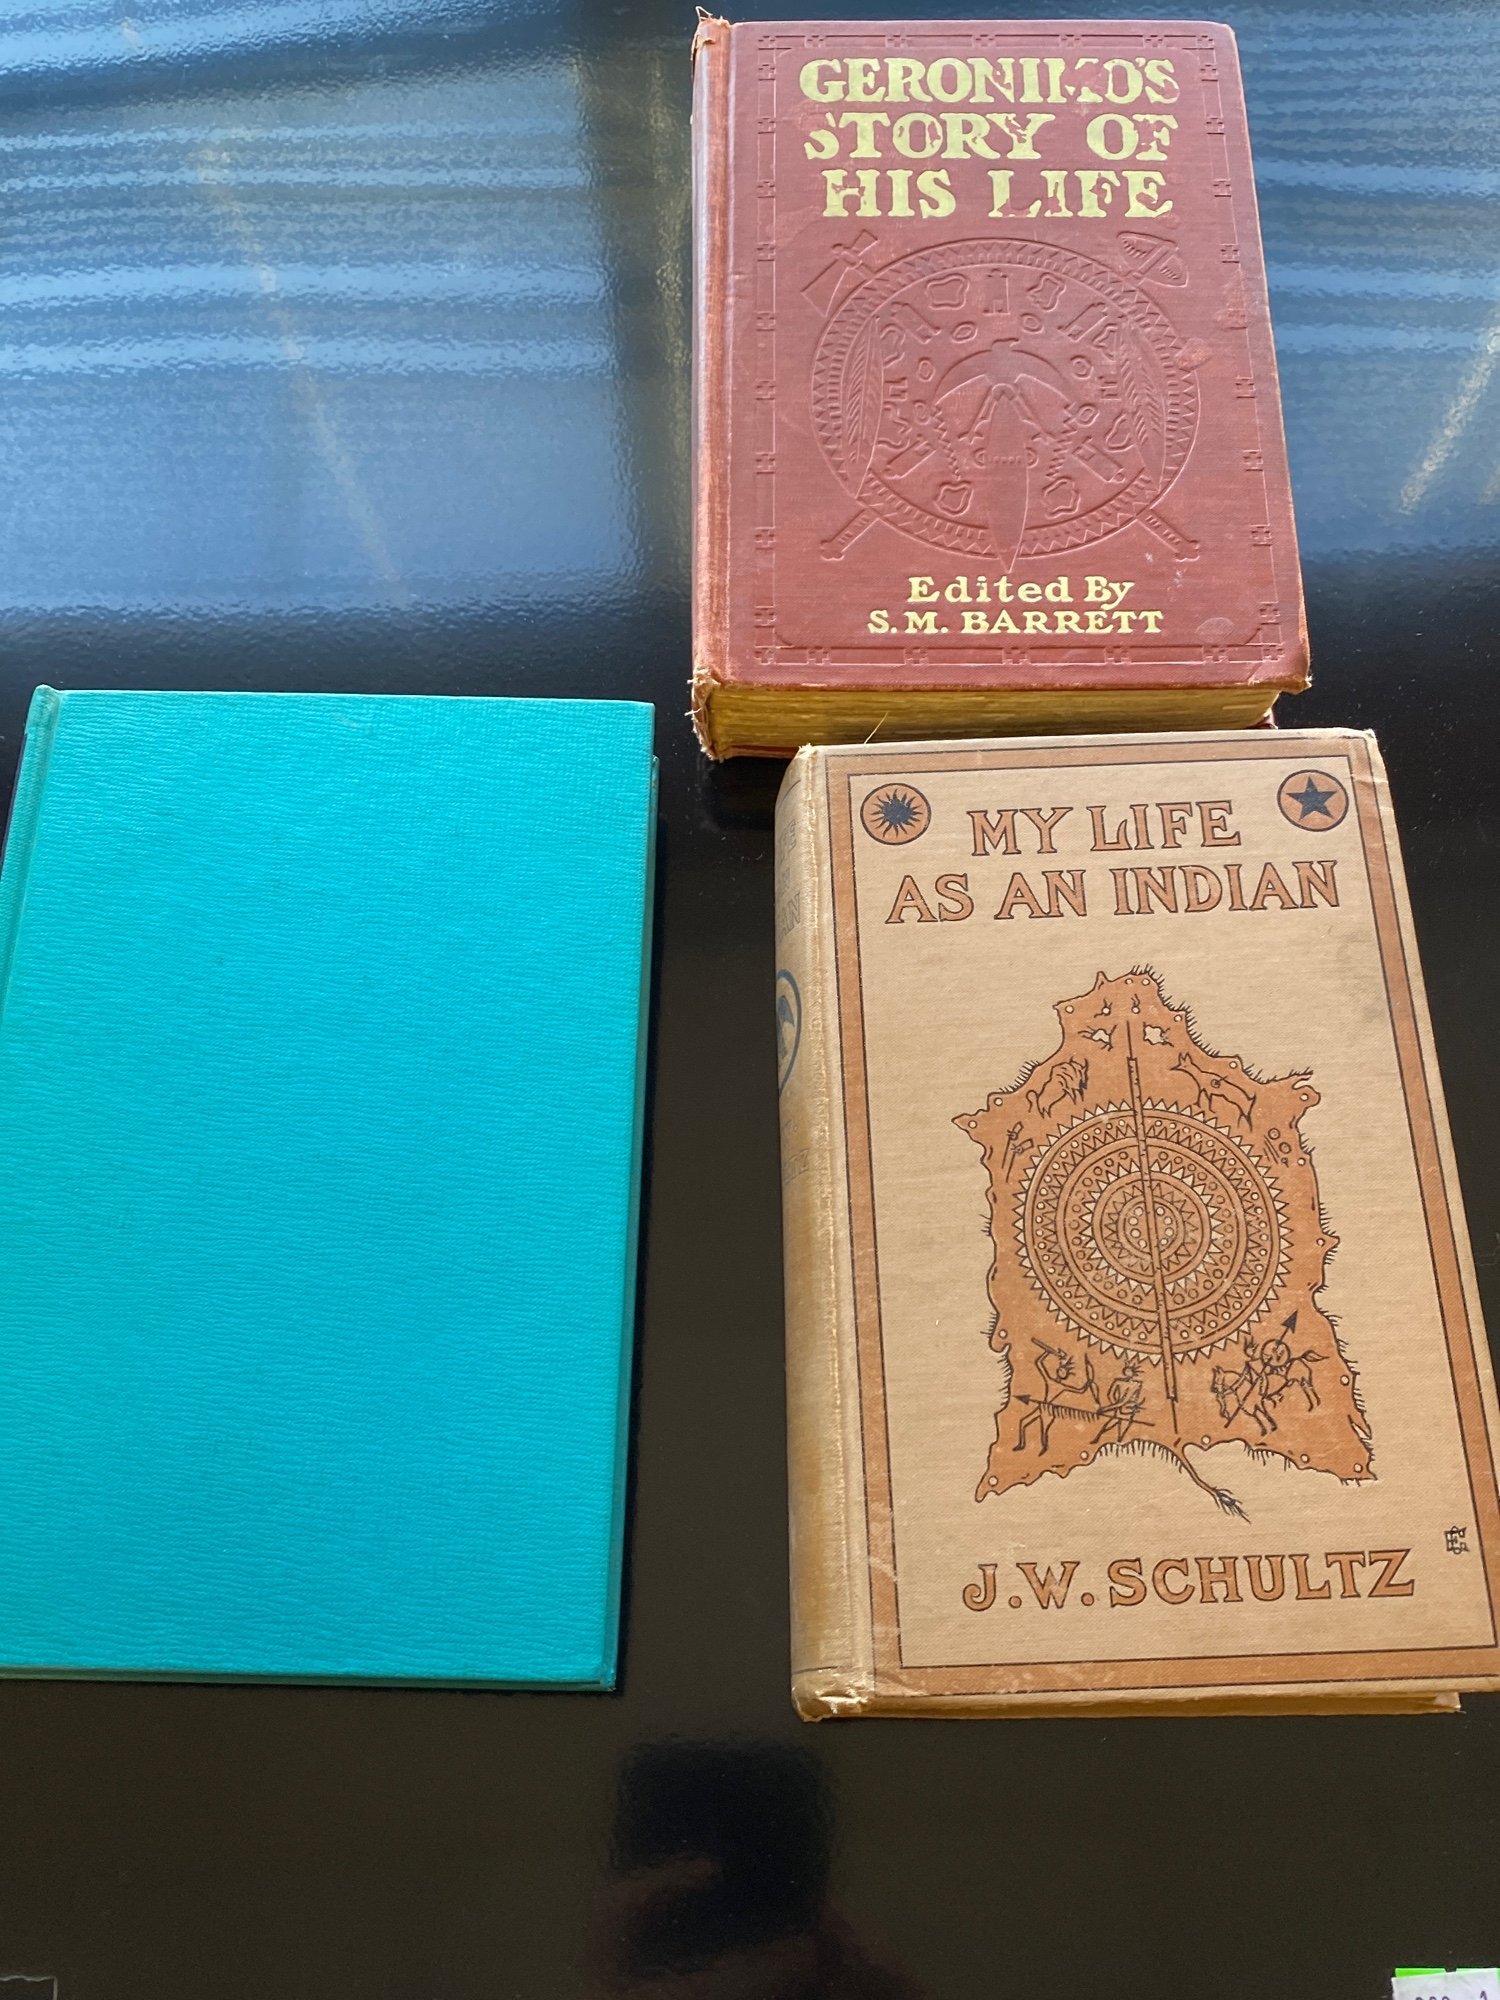 GERONIMO'S
STORY OF
HIS LIFE
Edited By
S. M. BARRETT
MY LIFE
AS AN INDIAN
J. W. SCHULTZ